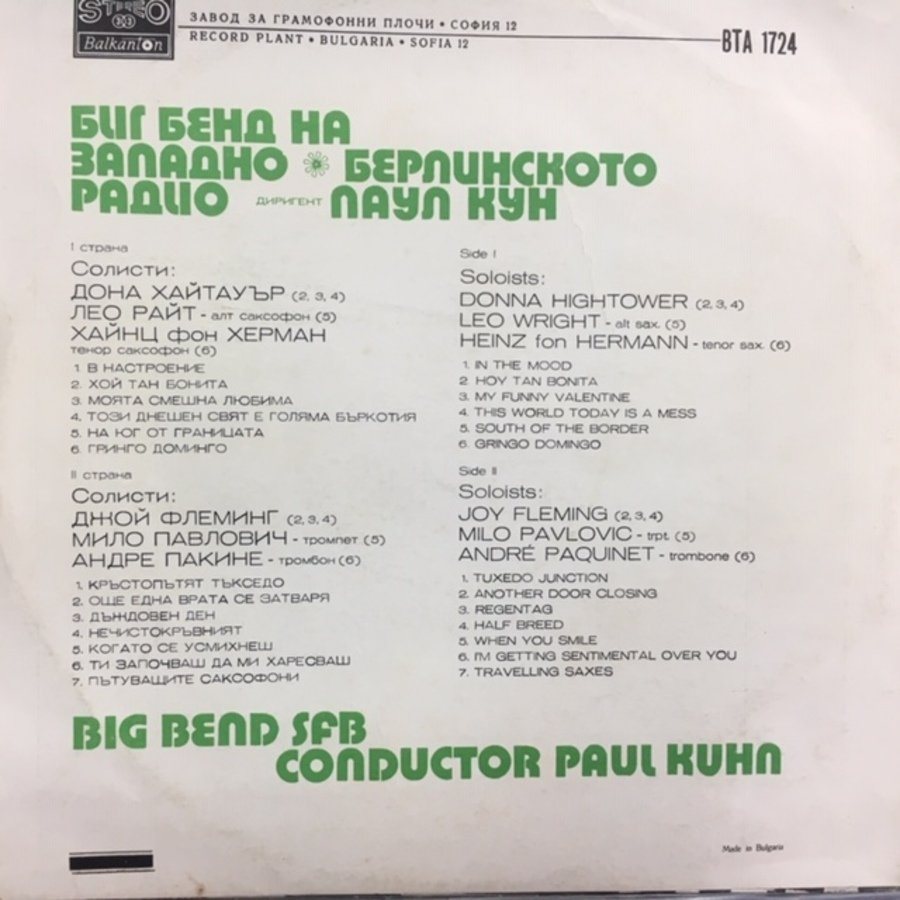 STEREO
Balkanton
ЗАВОД ЗА ГРАМОФОННИ ПЛОЧИ • СОФИЯ 12
RECORD PLANT • BULGARIA • SOFIA 12
ВТА 1724
БИГ БЕНД НА
ЗАПАДНО БЕРЛИНСКОТО
РАДИО ДИРИГЕНТ ПАУЛ КУН
I страна
Солисти:
ДОНА ХАЙТАУЪР (2, 3, 4)
ЛЕО РАЙТ - алт саксофон (5)
ХАЙНЦ фон ХЕРМАН
тенор саксофон (6)
1. В НАСТРОЕНИЕ
2. ХОЙ ТАН БОНИТА
3. МОЯТА СМЕШНА ЛЮБИМА
4. ТОЗИ ДНЕШЕН СВЯТ Е ГОЛЯМА БЪРКОТИЯ
5. НА ЮГ ОТ ГРАНИЦАТА
6. ГРИНГО ДОМИНГО
Side I
Soloists:
DONNA HIGHTOWER (2, 3, 4)
LEO WRIGHT - alt sax. (5)
HEINZ fon HERMANN - tenor sax. (6)
1. IN THE MOOD
2. HOY TAN BONITA
3. MY FUNNY VALENTINE
4. THIS WORLD TODAY IS A MESS
5. SOUTH OF THE BORDER
6. GRINGO DOMINGO
II страна
Солисти:
ДЖОЙ ФЛЕМИНГ (2, 3, 4)
МИЛО ПАВЛОВИЧ - тромпет (5)
АНДРЕ ПАКИНЕ - тромбон (6)
1. КРЪСТОПЪТЯТ ТЪКСЕДО
2. ОЩЕ ЕДНА ВРАТА СЕ ЗАТВАРЯ
3. ДЪЖДОВЕН ДЕН
4. НЕЧИСТОКРЪВНИЯТ
5. КОГАТО СЕ УСМИХНЕШ
6. ТИ ЗАПОЧВАШ ДА МИ ХАРЕСВАШ
7. ПЪТУВАЩИТЕ САКСОФОНИ
Side II
Soloists:
JOY FLEMING (2, 3, 4)
MILO PAVLOVIC - trpt. (5)
ANDRÉ PAQUINET - trombone (6)
1. TUXEDO JUNCTION
2. ANOTHER DOOR CLOSING
3. REGENTAG
4. HALF BREED
5. WHEN YOU SMILE
6. I'M GETTING SENTIMENTAL OVER YOU
7. TRAVELLING SAXES
BIG BEND SFB
CONDUCTOR PAUL KUHN
Made in Bulgaria